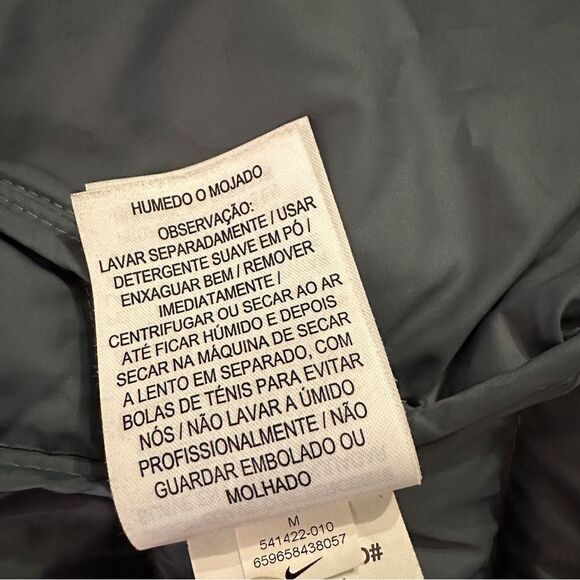 HUMEDO O MOJADO
OBSERVAÇÃO:
LAVAR SEPARADAMENTE / USAR
DETERGENTE SUAVE EM PÓ /
ENXAGUAR BEM / REMOVER
IMEDIATAMENTE /
CENTRIFUGAR OU SECAR AO AR
ATÉ FICAR HÚMIDO E DEPOIS
SECAR NA MÁQUINA DE SECAR
A LENTO EM SEPARADO, COM
BOLAS DE TÉNIS PARA EVITAR
NÓS / NÃO LAVAR A ÚMIDO
PROFISSIONALMENTE / NÃO
GUARDAR EMBOLADO OU
MOLHADO
M
541422-010
659658438057